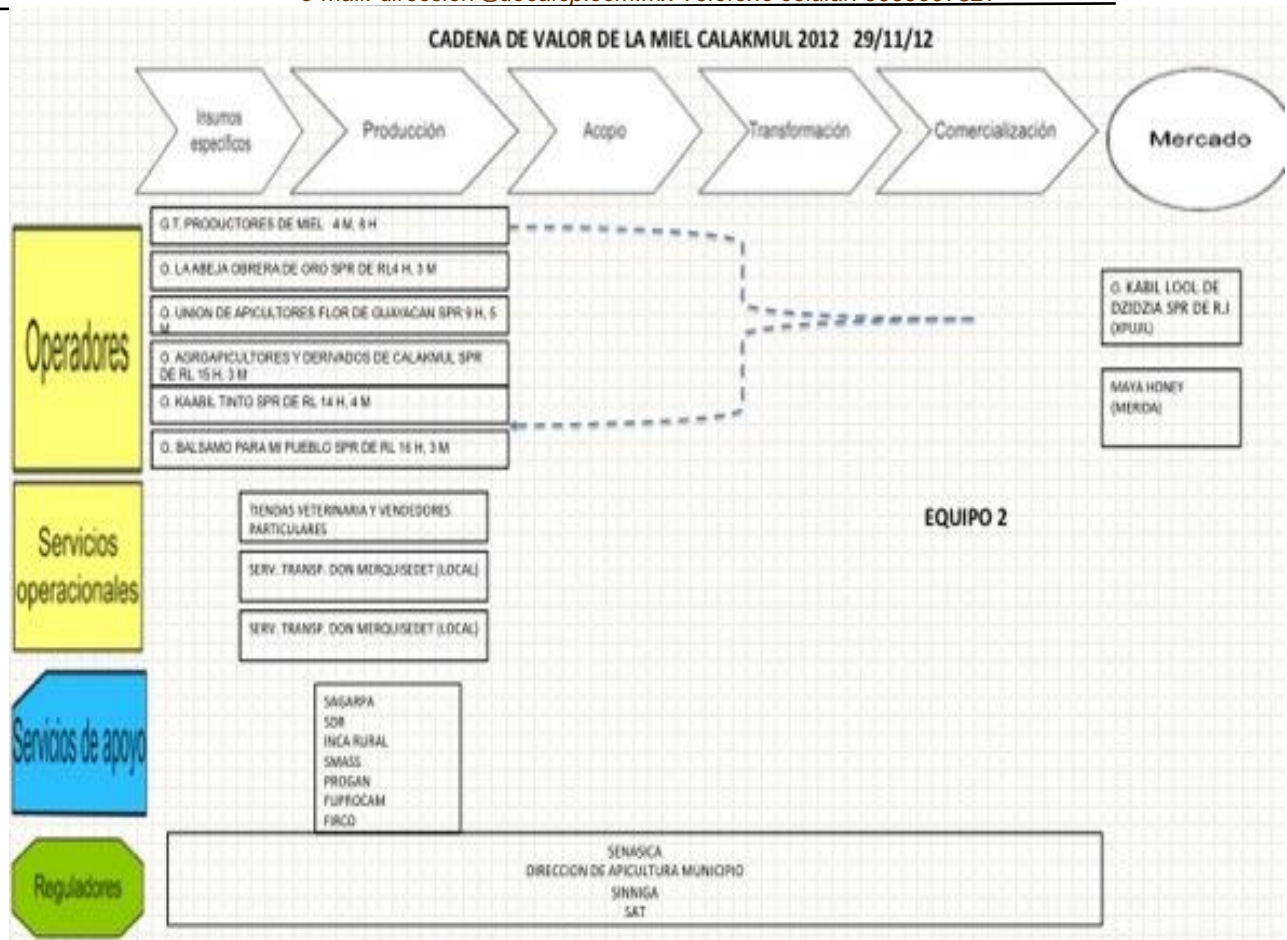 CADENA DE VALOR DE LA MIEL CALAKMUL 2012 29/11/12
Insumos
específicos
Producción
Acopio
Transformación
Comercialización
Mercado
Operadores
G.T. PRODUCTORES DE MIEL 4 M, 8 H
O. LA ABEJA OBRERA DE ORO SPR DE RL4 H, 3 M
O. UNION DE APICULTORES FLOR DE GUAYACAN SPR 9 H, 5
M
O. AGROAPICULTORES Y DERIVADOS DE CALAKMUL SPR
DE RL 15 H, 3 M
O. KAABIL TINTO SPR DE RL 14 H, 4 M
O. BALSAMO PARA MI PUEBLO SPR DE RL 16 H, 3 M
O. KABIL LOOL DE
DZIDZIA SPR DE R.I
(XPUJIL)
MAYA HONEY
(MERIDA)
Servicios
operacionales
TIENDAS VETERINARIA Y VENDEDORES
PARTICULARES
SERV. TRANSP. DON MERQUISEDET (LOCAL)
SERV. TRANSP. DON MERQUISEDET (LOCAL)
EQUIPO 2
Servicios de apoyo
SAGARPA
SDR
INCA RURAL
SMASS
PROGAN
FUPROCAM
FIRCO
Reguladores
SENASICA
DIRECCION DE APICULTURA MUNICIPIO
SINNIGA
SAT